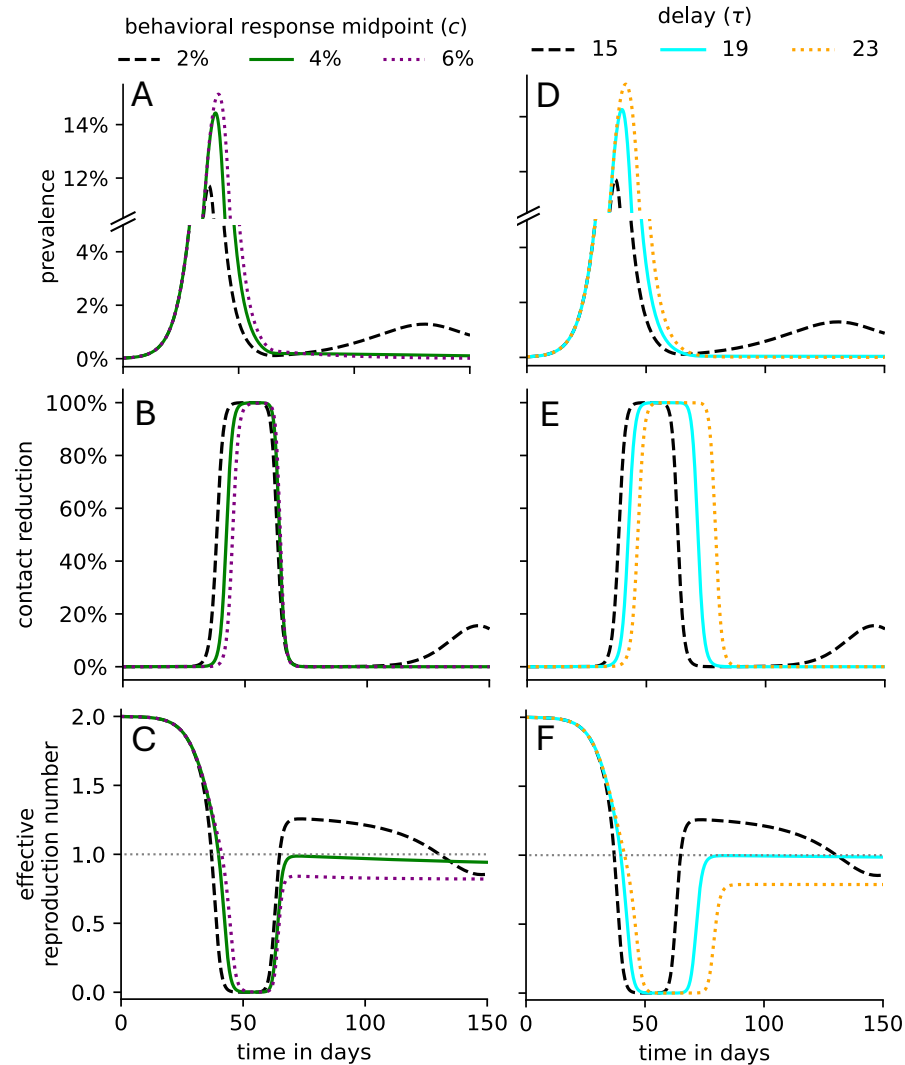 behavioral response midpoint (c)
2% 4% 6%
delay (τ)
15 19 23
A
14%
12%
4%
2%
0%
prevalence
D
B
100%
80%
60%
40%
20%
0%
contact reduction
E
C
2.0
1.5
1.0
0.5
0.0
effective
reproduction number
0 50 100 150
time in days
F
0 50 100 150
time in days